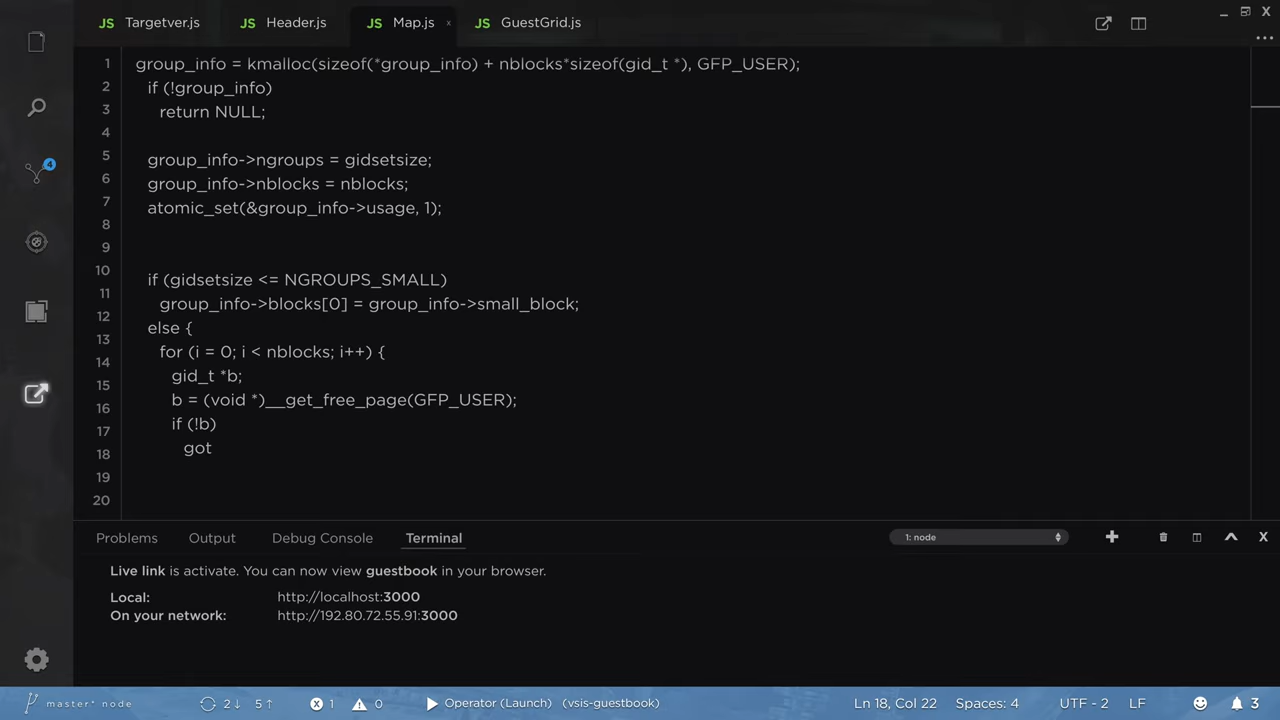 JS Targetver.js JS Header.js JS Map.js x JS GuestGrid.js
4
1 group_info = kmalloc(sizeof(*group_info) + nblocks*sizeof(gid_t *), GFP_USER);
2 if (!group_info)
3 return NULL;
4
5 group_info->ngroups = gidsetsize;
6 group_info->nblocks = nblocks;
7 atomic_set(&group_info->usage, 1);
8
9
10 if (gidsetsize <= NGROUPS_SMALL)
11 group_info->blocks[0] = group_info->small_block;
12 else {
13 for (i = 0; i < nblocks; i++) {
14 gid_t *b;
15 b = (void *)__get_free_page(GFP_USER);
16 if (!b)
17 got
18
19
20
Problems Output Debug Console Terminal 1: node
Live link is activate. You can now view guestbook in your browser.
Local: http://localhost:3000
On your network: http://192.80.72.55.91:3000
master* node 2↓ 5↑ 1 0 Operator (Launch) (vsis-guestbook) Ln 18, Col 22 Spaces: 4 UTF - 2 LF 3